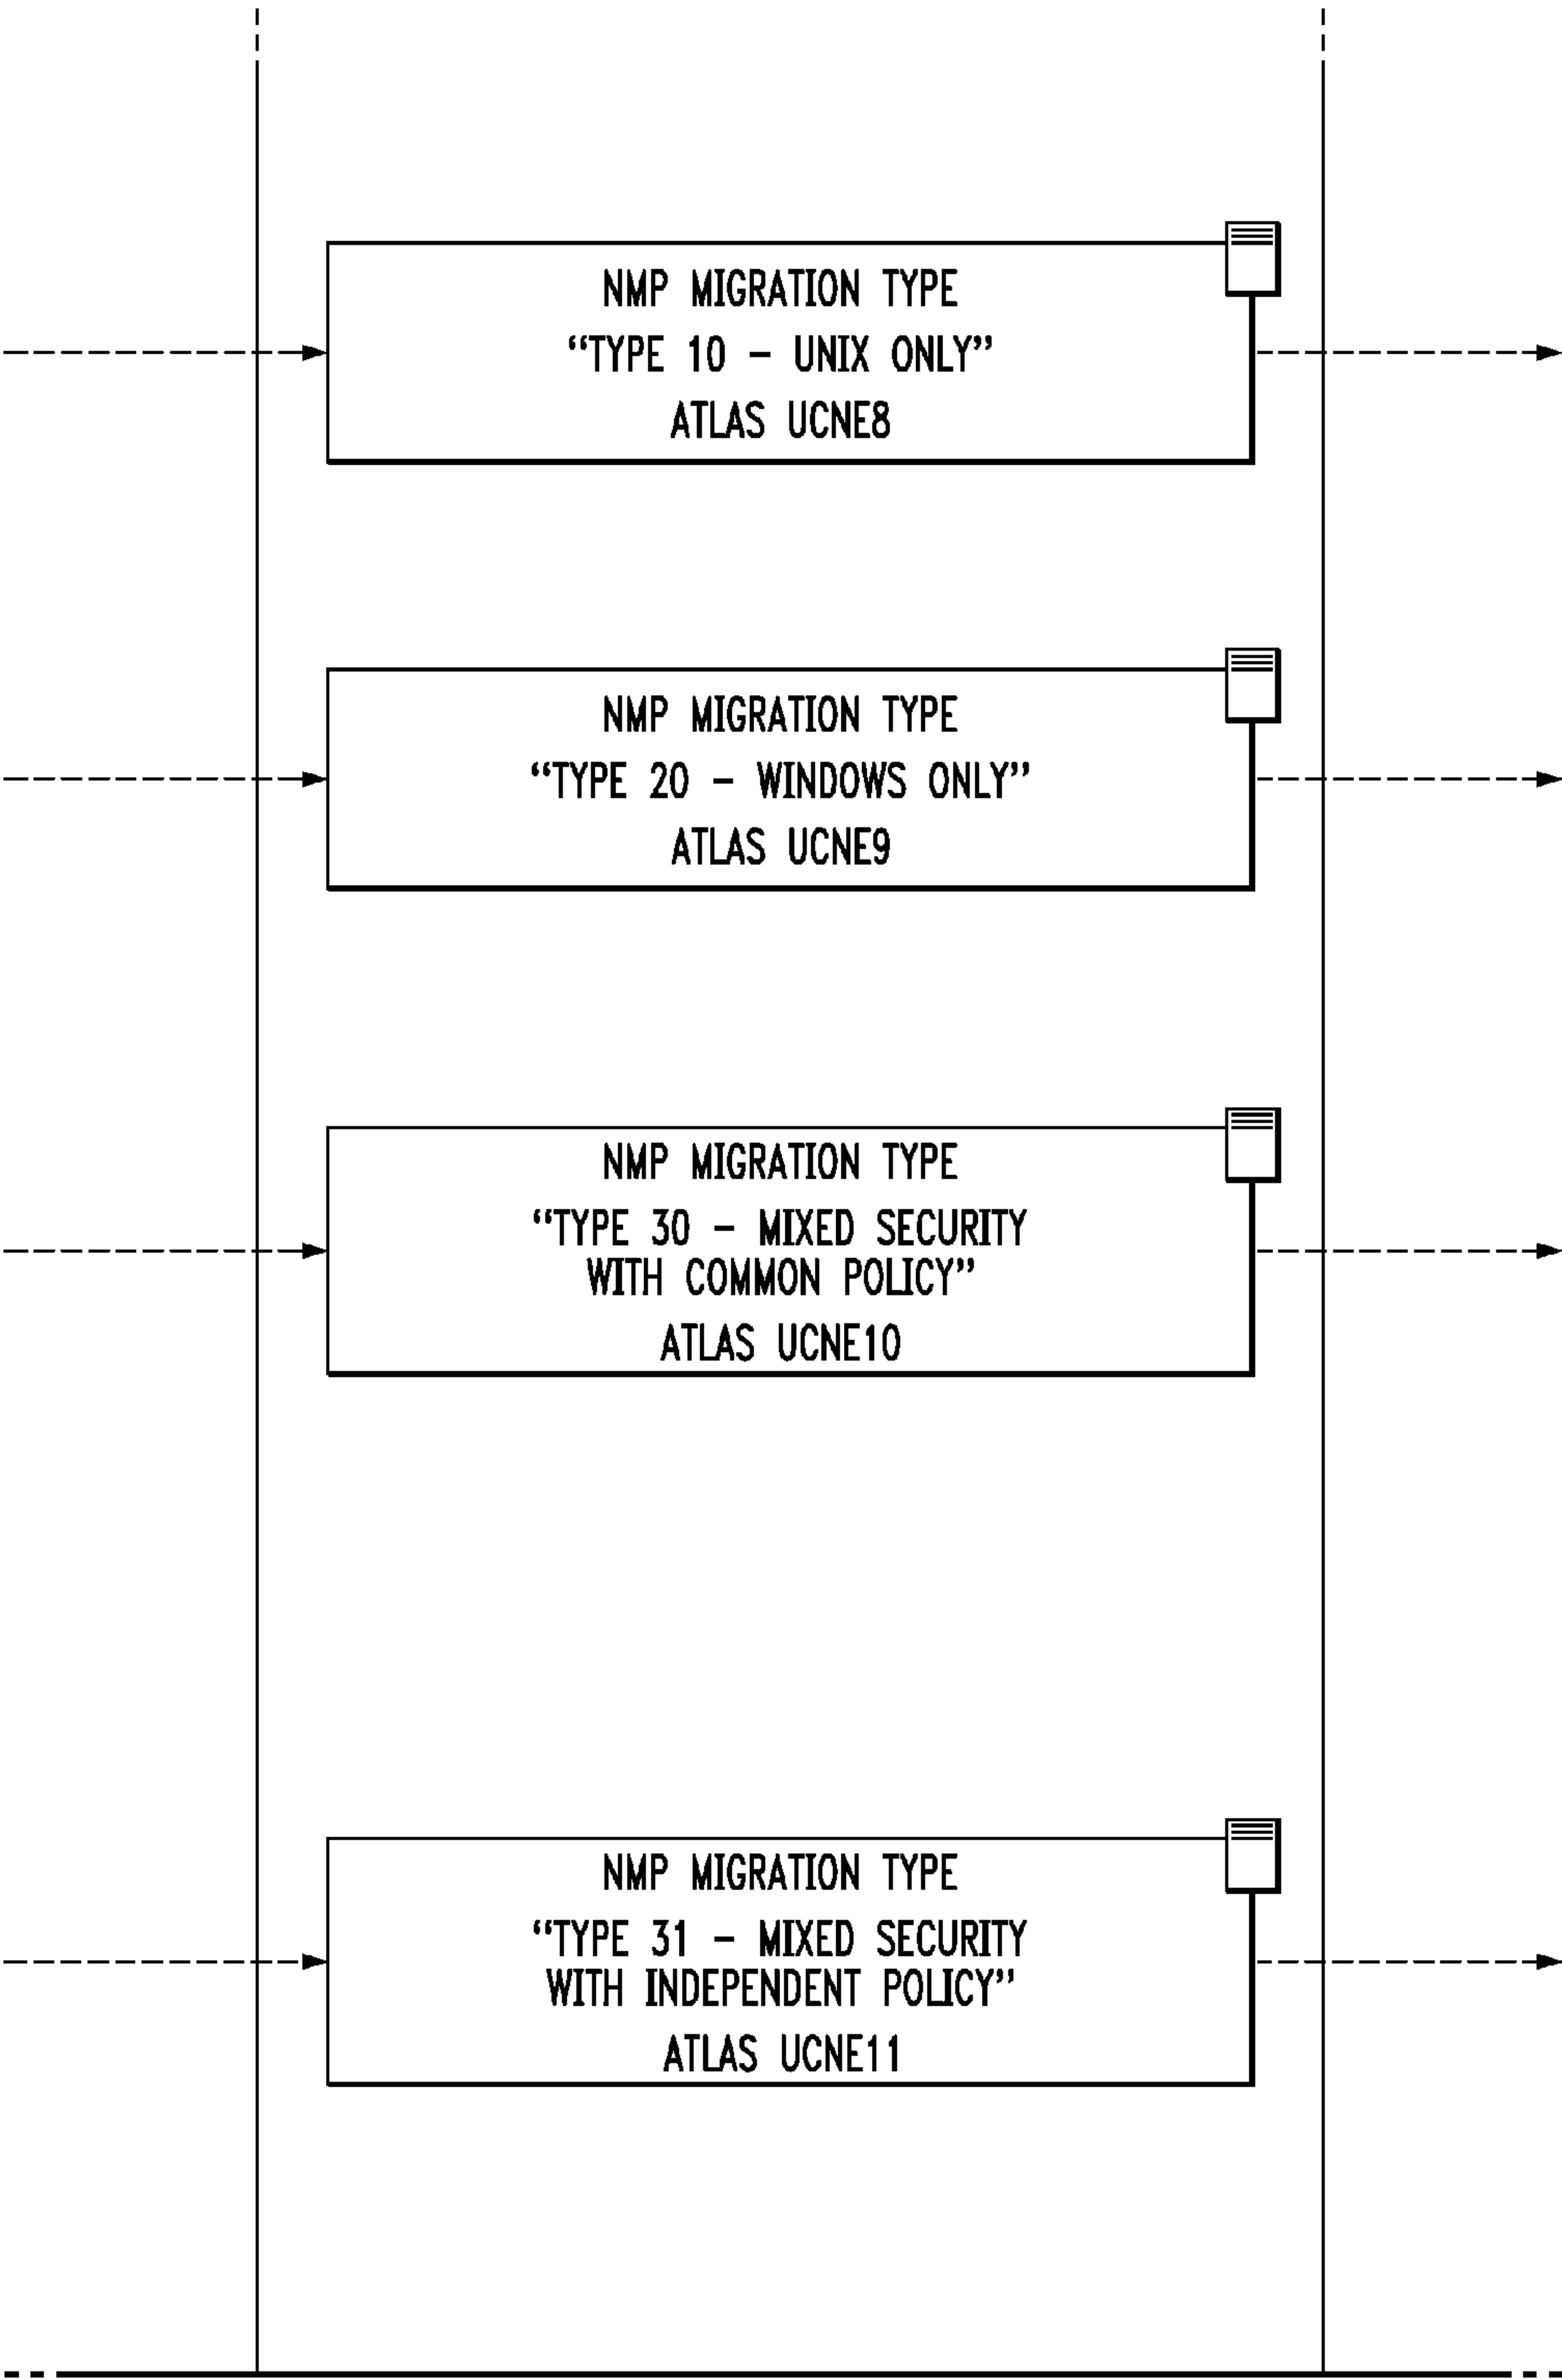 NMP MIGRATION TYPE
“TYPE 10 – UNIX ONLY”
ATLAS UCNE8
NMP MIGRATION TYPE
“TYPE 20 – WINDOWS ONLY”
ATLAS UCNE9
NMP MIGRATION TYPE
“TYPE 30 – MIXED SECURITY
WITH COMMON POLICY”
ATLAS UCNE10
NMP MIGRATION TYPE
“TYPE 31 – MIXED SECURITY
WITH INDEPENDENT POLICY”
ATLAS UCNE11